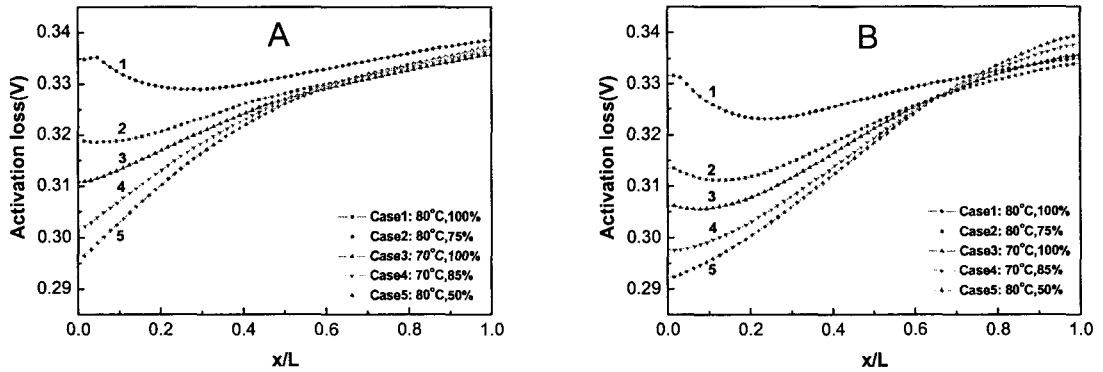 A
Activation loss(V)
0.34
0.33
0.32
0.31
0.30
0.29
1
2
3
4
5
Case1: 80°C,100%
Case2: 80°C,75%
Case3: 70°C,100%
Case4: 70°C,85%
Case5: 80°C,50%
0.0 0.2 0.4 0.6 0.8 1.0
x/L
B
Activation loss(V)
0.34
0.33
0.32
0.31
0.30
0.29
1
2
3
4
5
Case1: 80°C,100%
Case2: 80°C,75%
Case3: 70°C,100%
Case4: 70°C,85%
Case5: 80°C,50%
0.0 0.2 0.4 0.6 0.8 1.0
x/L